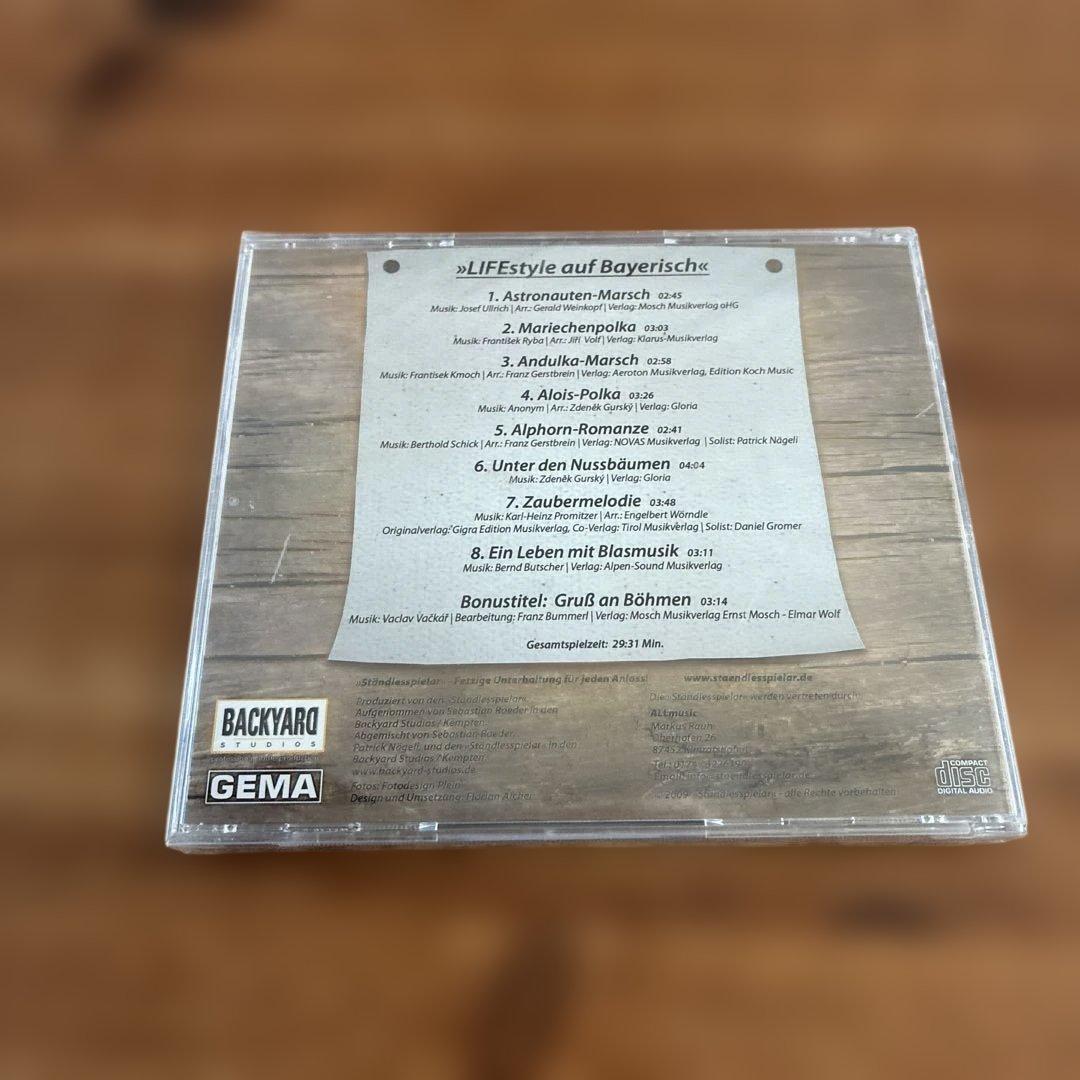 »LIFEstyle auf Bayerisch«
1. Astronauten-Marsch 02:45
Musik: Josef Ullrich | Arr.: Gerald Weinkopf | Verlag: Mosch Musikverlag oHG
2. Mariechenpolka 03:03
Musik: František Ryba | Arr.: Jiří Volf | Verlag: Klarus-Musikverlag
3. Andulka-Marsch 02:58
Musik: Frantisek Kmoch | Arr.: Franz Gerstbrein | Verlag: Aeroton Musikverlag, Edition Koch Music
4. Alois-Polka 03:26
Musik: Anonym | Arr.: Zdeněk Gurský | Verlag: Gloria
5. Alphorn-Romanze 02:41
Musik: Berthold Schick | Arr.: Franz Gerstbrein | Verlag: NOVAS Musikverlag | Solist: Patrick Nägeli
6. Unter den Nussbäumen 04:04
Musik: Zdeněk Gurský | Verlag: Gloria
7. Zaubermelodie 03:48
Musik: Karl-Heinz Promitzer | Arr.: Engelbert Wörndle
Originalverlag: Gigra Edition Musikverlag, Co-Verlag: Tirol Musikverlag | Solist: Daniel Gromer
8. Ein Leben mit Blasmusik 03:11
Musik: Bernd Butscher | Verlag: Alpen-Sound Musikverlag
Bonustitel: Gruß an Böhmen 03:14
Musik: Vaclav Vačkář | Bearbeitung: Franz Bummerl | Verlag: Mosch Musikverlag Ernst Mosch - Elmar Wolf
Gesamtspielzeit: 29:31 Min.
»Ständlesspielar« Fetzige Unterhaltung für jeden Anlass! www.staendlesspielar.de
Produziert von den »Ständlesspielar«
Aufgenommen von Sebastian Roeder in den
Backyard Studios / Kempten.
Abgemischt von Sebastian Roeder,
Patrick Nägeli, und den »Ständlesspielar« in den
Backyard Studios / Kempten.
www.backyard-studios.de
Fotos: Fotodesign Plein
Design und Umsetzung: Florian Aicher
Die »Ständlesspielar« werden vertreten durch:
ALLmusic
Markus Rauh
Oberhofen 26
Tel.:
Email: info@staendlesspielar.de
© 2009 »Ständlesspielar« - alle Rechte vorbehalten
BACKYARD
STUDIOS
GEMA
COMPACT
disc
DIGITAL AUDIO